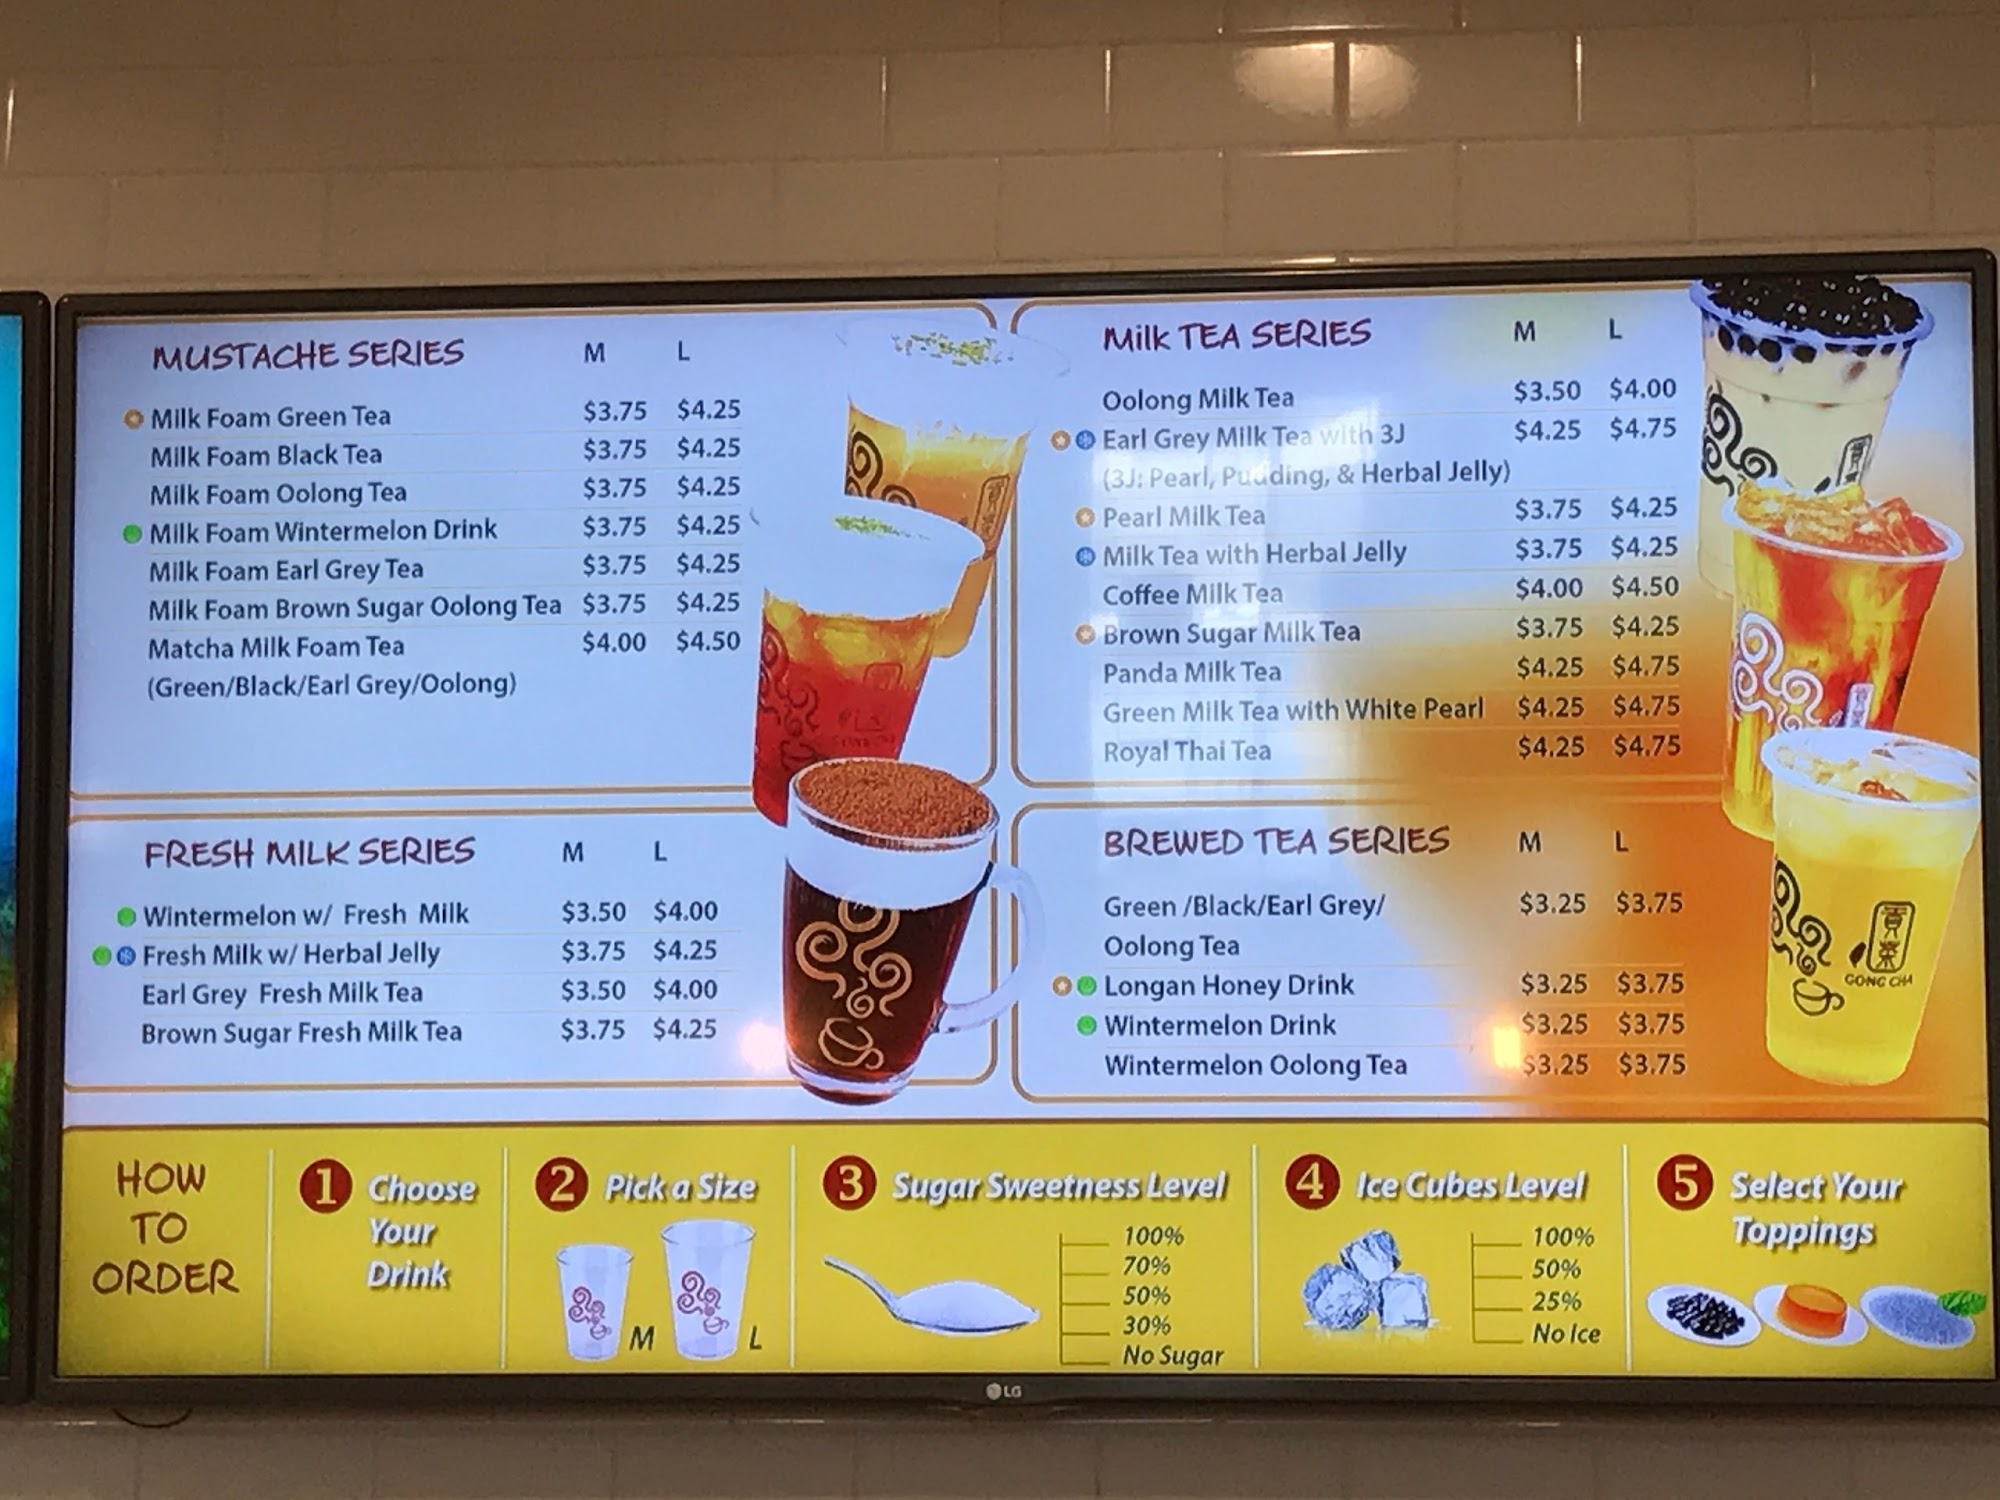 MUSTACHE SERIES M L
Milk Foam Green Tea $3.75 $4.25
Milk Foam Black Tea $3.75 $4.25
Milk Foam Oolong Tea $3.75 $4.25
Milk Foam Wintermelon Drink $3.75 $4.25
Milk Foam Earl Grey Tea $3.75 $4.25
Milk Foam Brown Sugar Oolong Tea $3.75 $4.25
Matcha Milk Foam Tea $4.00 $4.50
(Green/Black/Earl Grey/Oolong)
FRESH MILK SERIES M L
Wintermelon w/ Fresh Milk $3.50 $4.00
Fresh Milk w/ Herbal Jelly $3.75 $4.25
Earl Grey Fresh Milk Tea $3.50 $4.00
Brown Sugar Fresh Milk Tea $3.75 $4.25
Milk TEA SERIES M L
Oolong Milk Tea $3.50 $4.00
Earl Grey Milk Tea with 3J $4.25 $4.75
(3J: Pearl, Pudding, & Herbal Jelly)
Pearl Milk Tea $3.75 $4.25
Milk Tea with Herbal Jelly $3.75 $4.25
Coffee Milk Tea $4.00 $4.50
Brown Sugar Milk Tea $3.75 $4.25
Panda Milk Tea $4.25 $4.75
Green Milk Tea with White Pearl $4.25 $4.75
Royal Thai Tea $4.25 $4.75
BREWED TEA SERIES M L
Green /Black/Earl Grey/ $3.25 $3.75
Oolong Tea
Longan Honey Drink $3.25 $3.75
Wintermelon Drink $3.25 $3.75
Wintermelon Oolong Tea $3.25 $3.75
貢茶
GONG CHA
HOW
TO
ORDER
1 Choose
Your
Drink
2 Pick a Size
M L
3 Sugar Sweetness Level
100%
70%
50%
30%
No Sugar
4 Ice Cubes Level
100%
50%
25%
No Ice
5 Select Your
Toppings
LG